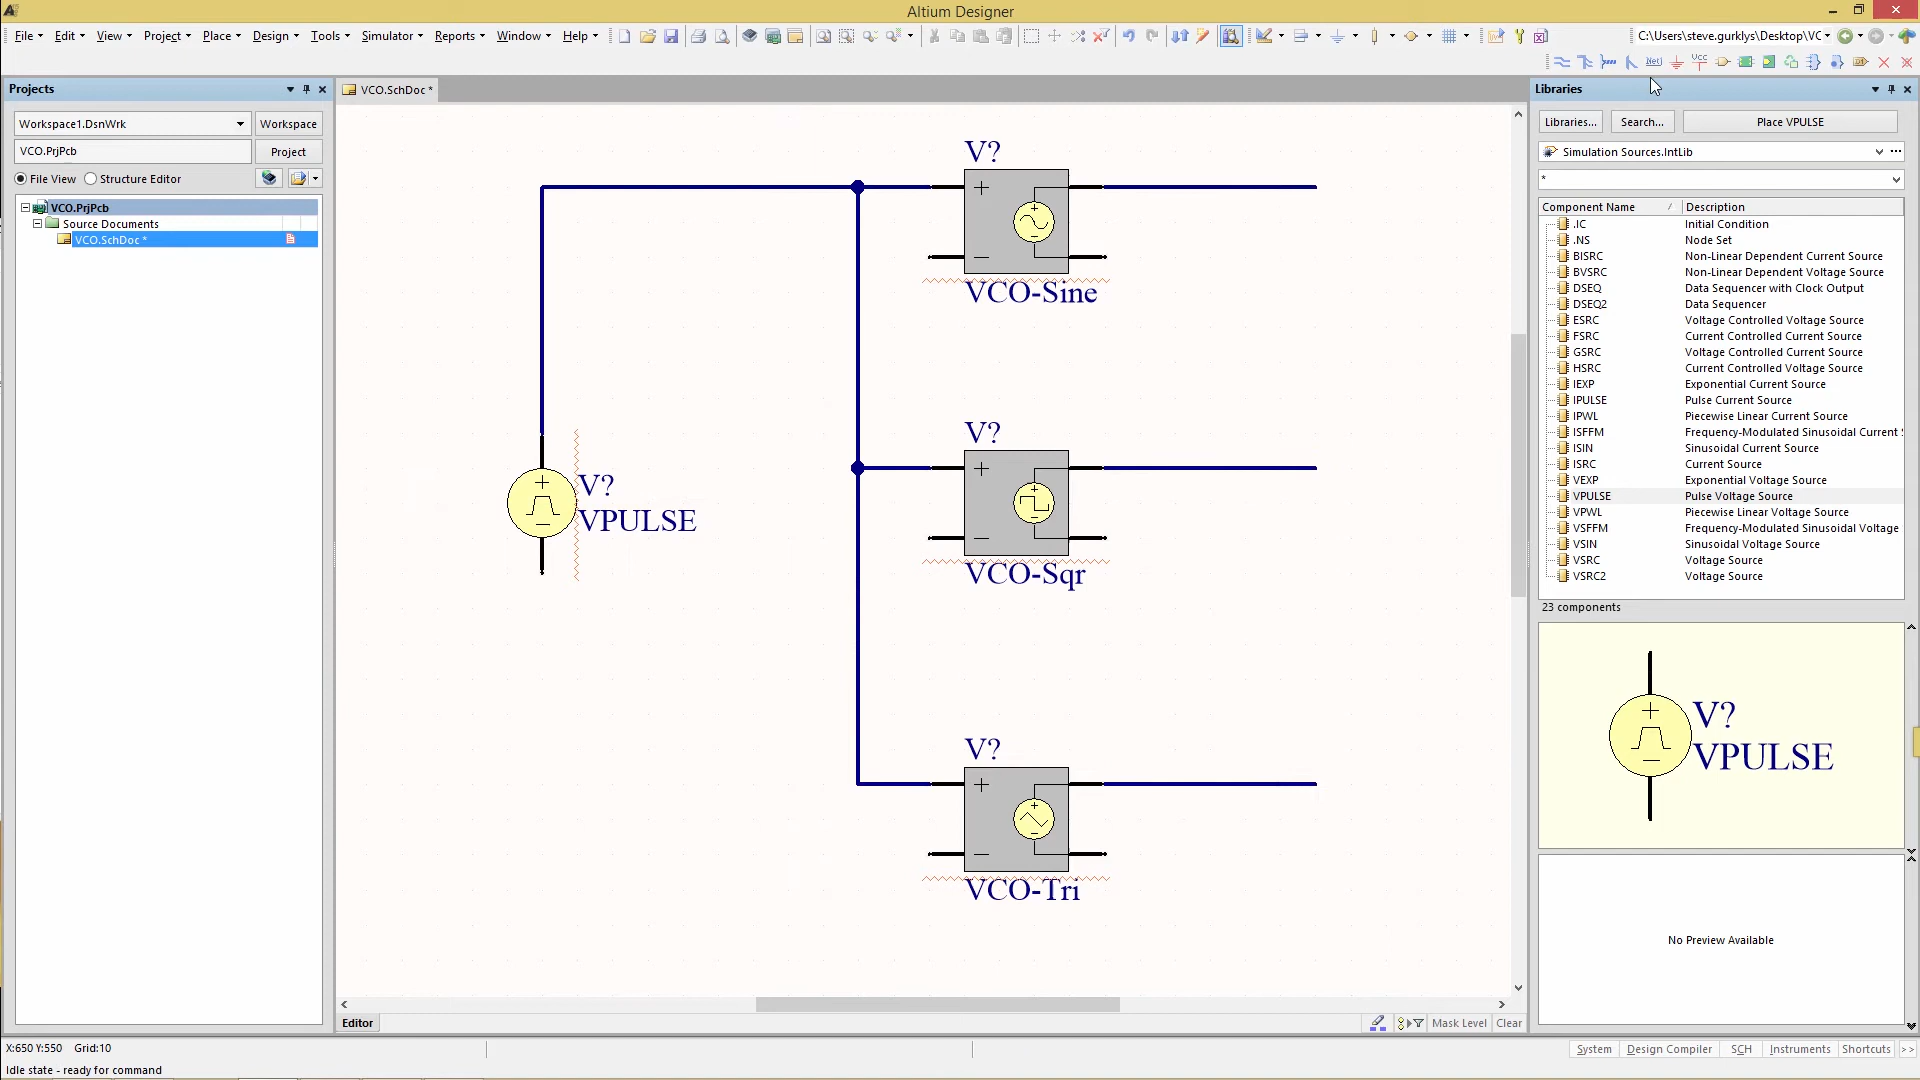 Altium Designer
File Edit View Project Place Design Tools Simulator Reports Window Help
C:\Users\steve.gurklys\Desktop\VC
Net
Vcc
Projects
Workspace1.DsnWrk Workspace
VCO.PrjPcb Project
File View Structure Editor
VCO.PrjPcb
Source Documents
VCO.SchDoc *
VCO.SchDoc *
V?
VCO-Sine
V?
VCO-Sqr
V?
VPULSE
V?
VCO-Tri
Editor
Mask Level Clear
Libraries
Libraries... Search... Place VPULSE
Simulation Sources.IntLib
*
Component Name Description
.IC Initial Condition
.NS Node Set
BISRC Non-Linear Dependent Current Source
BVSRC Non-Linear Dependent Voltage Source
DSEQ Data Sequencer with Clock Output
DSEQ2 Data Sequencer
ESRC Voltage Controlled Voltage Source
FSRC Current Controlled Current Source
GSRC Voltage Controlled Current Source
HSRC Current Controlled Voltage Source
IEXP Exponential Current Source
IPULSE Pulse Current Source
IPWL Piecewise Linear Current Source
ISFFM Frequency-Modulated Sinusoidal Current
ISIN Sinusoidal Current Source
ISRC Current Source
VEXP Exponential Voltage Source
VPULSE Pulse Voltage Source
VPWL Piecewise Linear Voltage Source
VSFFM Frequency-Modulated Sinusoidal Voltage
VSIN Sinusoidal Voltage Source
VSRC Voltage Source
VSRC2 Voltage Source
23 components
V?
VPULSE
No Preview Available
X:650 Y:550 Grid:10
System Design Compiler SCH Instruments Shortcuts >>
Idle state - ready for command